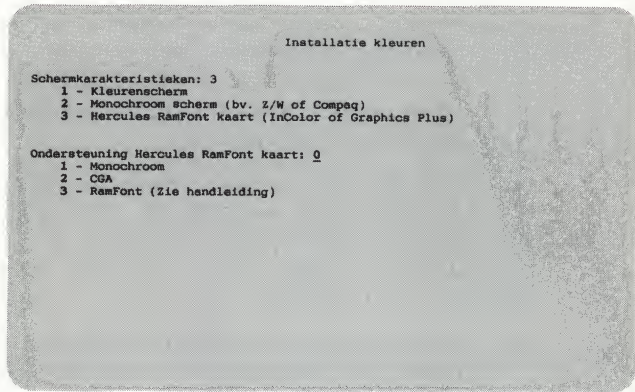 Installatie kleuren
Schermkarakteristieken: 3
1 - Kleurenscherm
2 - Monochroom scherm (bv. Z/W of Compaq)
3 - Hercules RamFont kaart (InColor of Graphics Plus)
Ondersteuning Hercules RamFont kaart: 0
1 - Monochroom
2 - CGA
3 - RamFont (Zie handleiding)